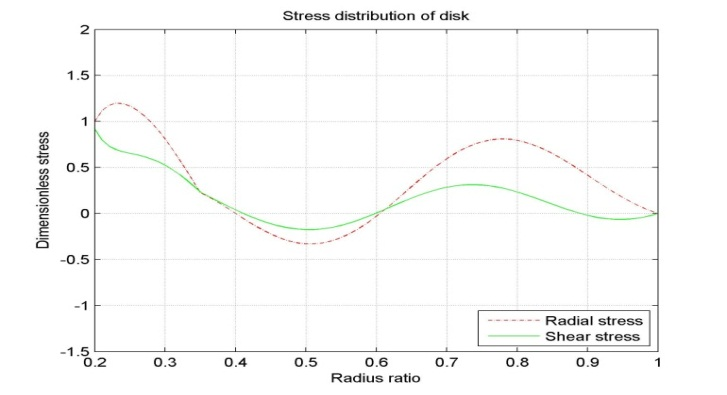 Stress distribution of disk
2
1.5
1
0.5
0
-0.5
-1
-1.5
Dimensionless stress
0.2 0.3 0.4 0.5 0.6 0.7 0.8 0.9 1
Radius ratio
Radial stress
Shear stress